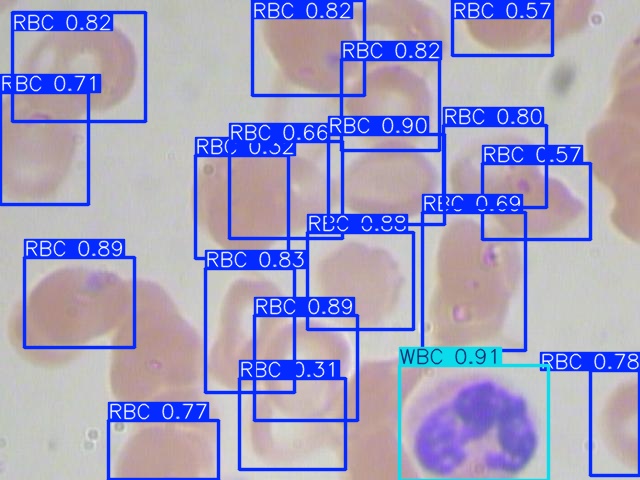 RBC 0.82
RBC 0.82
RBC 0.57
RBC 0.82
RBC 0.71
RBC 0.80
RBC 0.90
RBC 0.66
RBC 0.57
RBC 0.69
RBC 0.88
RBC 0.89
RBC 0.83
RBC 0.89
WBC 0.91
RBC 0.78
RBC 0.31
RBC 0.77